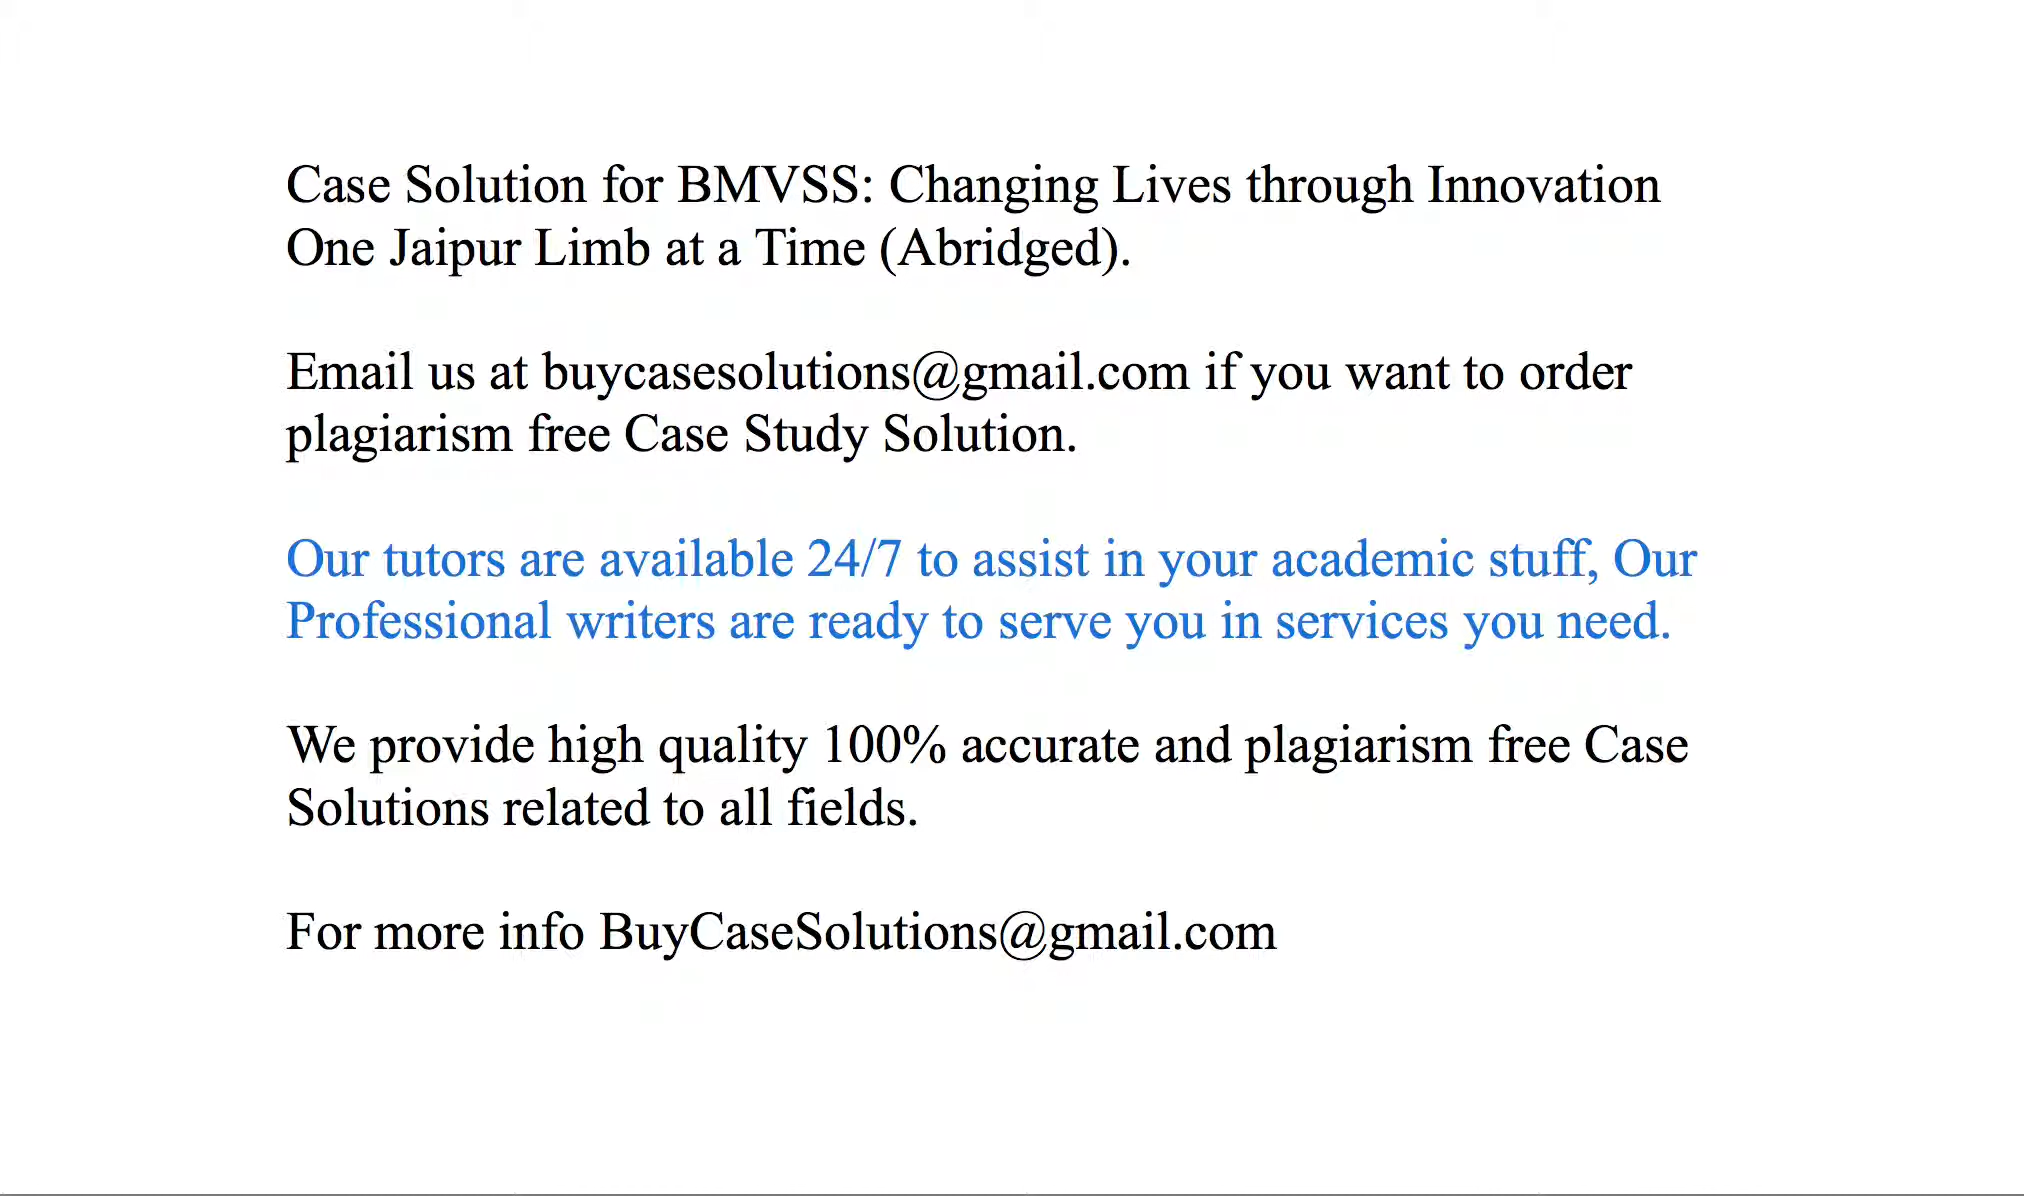 Case Solution for BMVSS: Changing Lives through Innovation
One Jaipur Limb at a Time (Abridged).
Email us at buycasesolutions@gmail.com if you want to order
plagiarism free Case Study Solution.
Our tutors are available 24/7 to assist in your academic stuff, Our
Professional writers are ready to serve you in services you need.
We provide high quality 100% accurate and plagiarism free Case
Solutions related to all fields.
For more info BuyCaseSolutions@gmail.com